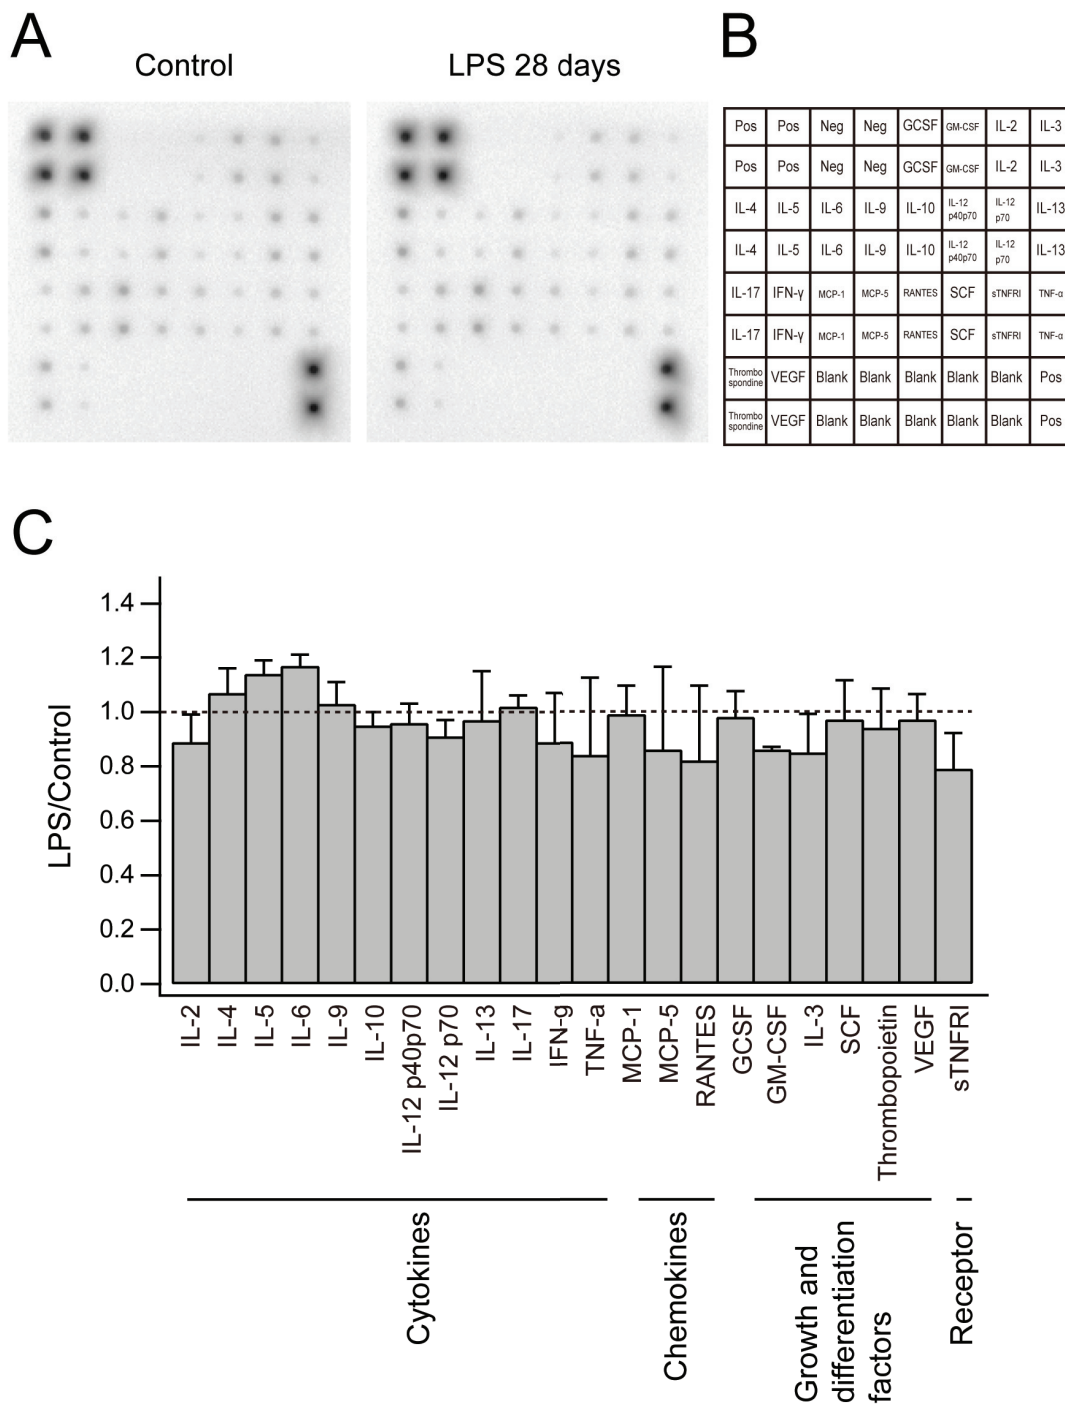 A
B
Control
LPS 28 days
Pos Pos Neg Neg GCSF GM-CSF IL-2 IL-3
Pos Pos Neg Neg GCSF GM-CSF IL-2 IL-3
IL-4 IL-5 IL-6 IL-9 IL-10 IL-12 p40p70 IL-12 p70 IL-13
IL-4 IL-5 IL-6 IL-9 IL-10 IL-12 p40p70 IL-12 p70 IL-13
IL-17 IFN-γ MCP-1 MCP-5 RANTES SCF sTNFRI TNF-α
IL-17 IFN-γ MCP-1 MCP-5 RANTES SCF sTNFRI TNF-α
Thrombo spondine VEGF Blank Blank Blank Blank Blank Pos
Thrombo spondine VEGF Blank Blank Blank Blank Blank Pos
C
LPS/Control
1.4
1.2
1.0
0.8
0.6
0.4
0.2
0.0
IL-2
IL-4
IL-5
IL-6
IL-9
IL-10
IL-12 p40p70
IL-12 p70
IL-13
IL-17
IFN-g
TNF-a
MCP-1
MCP-5
RANTES
GCSF
GM-CSF
IL-3
SCF
Thrombopoietin
VEGF
sTNFRI
Cytokines
Chemokines
Growth and
differentiation
factors
Receptor